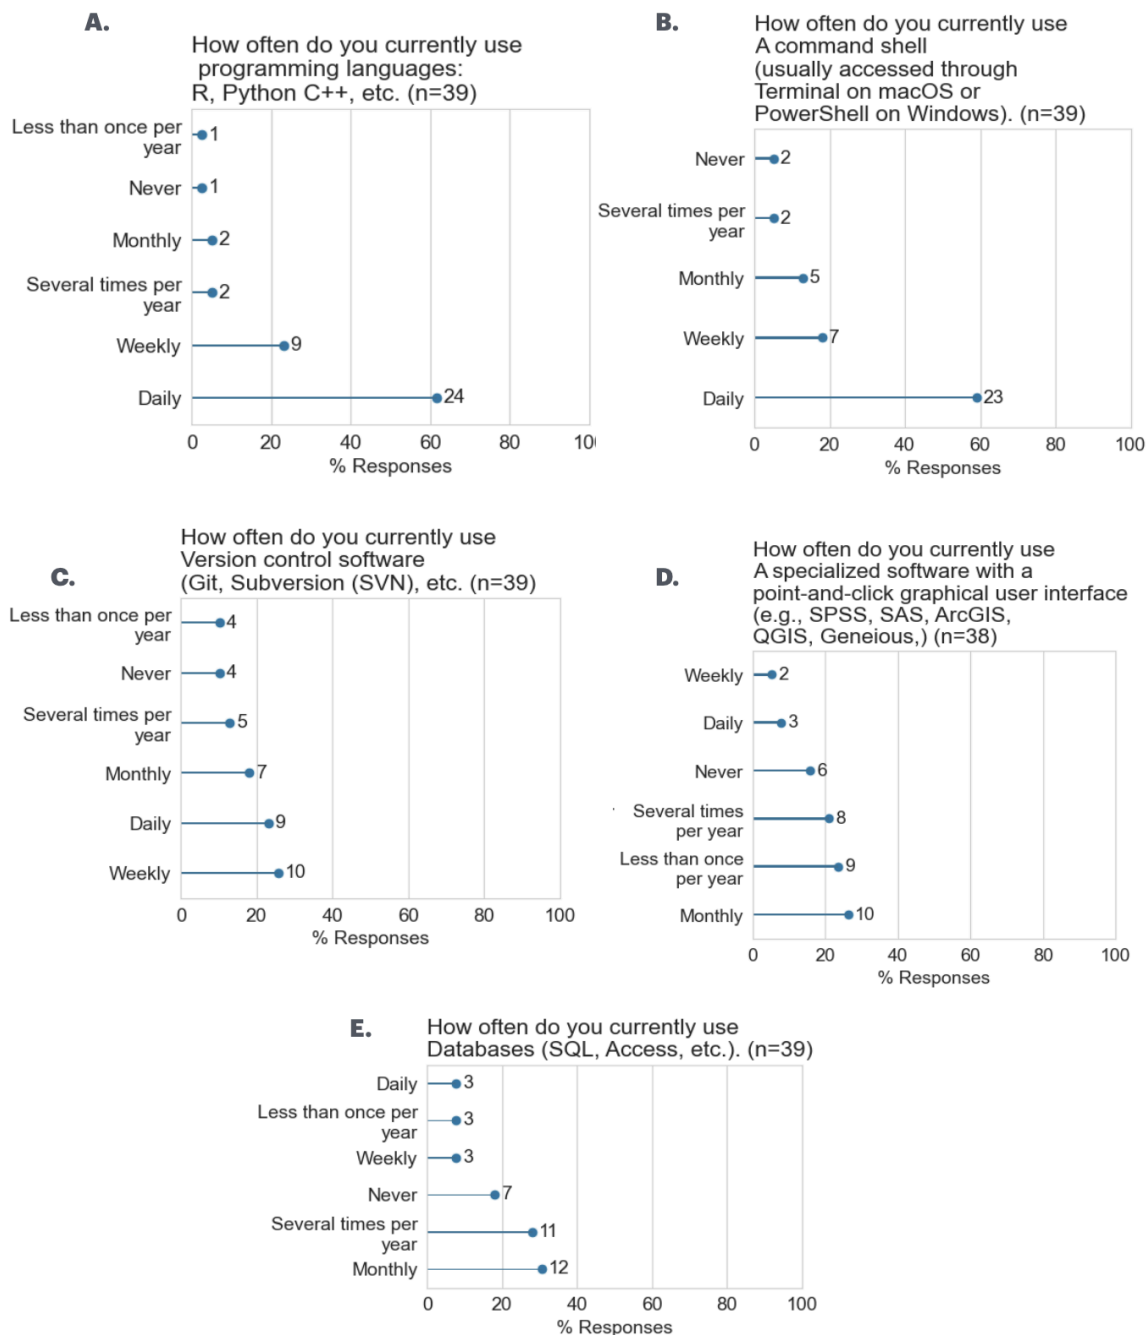 A.
How often do you currently use
programming languages:
R, Python C++, etc. (n=39)
Less than once per
year
1
Never
1
Monthly
2
Several times per
year
2
Weekly
9
Daily
24
0 20 40 60 80 10
% Responses
B.
How often do you currently use
A command shell
(usually accessed through
Terminal on macOS or
PowerShell on Windows). (n=39)
Never
2
Several times per
year
2
Monthly
5
Weekly
7
Daily
23
0 20 40 60 80 100
% Responses
C.
How often do you currently use
Version control software
(Git, Subversion (SVN), etc. (n=39)
Less than once per
year
4
Never
4
Several times per
year
5
Monthly
7
Daily
9
Weekly
10
0 20 40 60 80 100
% Responses
D.
How often do you currently use
A specialized software with a
point-and-click graphical user interface
(e.g., SPSS, SAS, ArcGIS,
QGIS, Geneious,) (n=38)
Weekly
2
Daily
3
Never
6
Several times
per year
8
Less than once
per year
9
Monthly
10
0 20 40 60 80 100
% Responses
E.
How often do you currently use
Databases (SQL, Access, etc.). (n=39)
Daily
3
Less than once per
year
3
Weekly
3
Never
7
Several times per
year
11
Monthly
12
0 20 40 60 80 100
% Responses